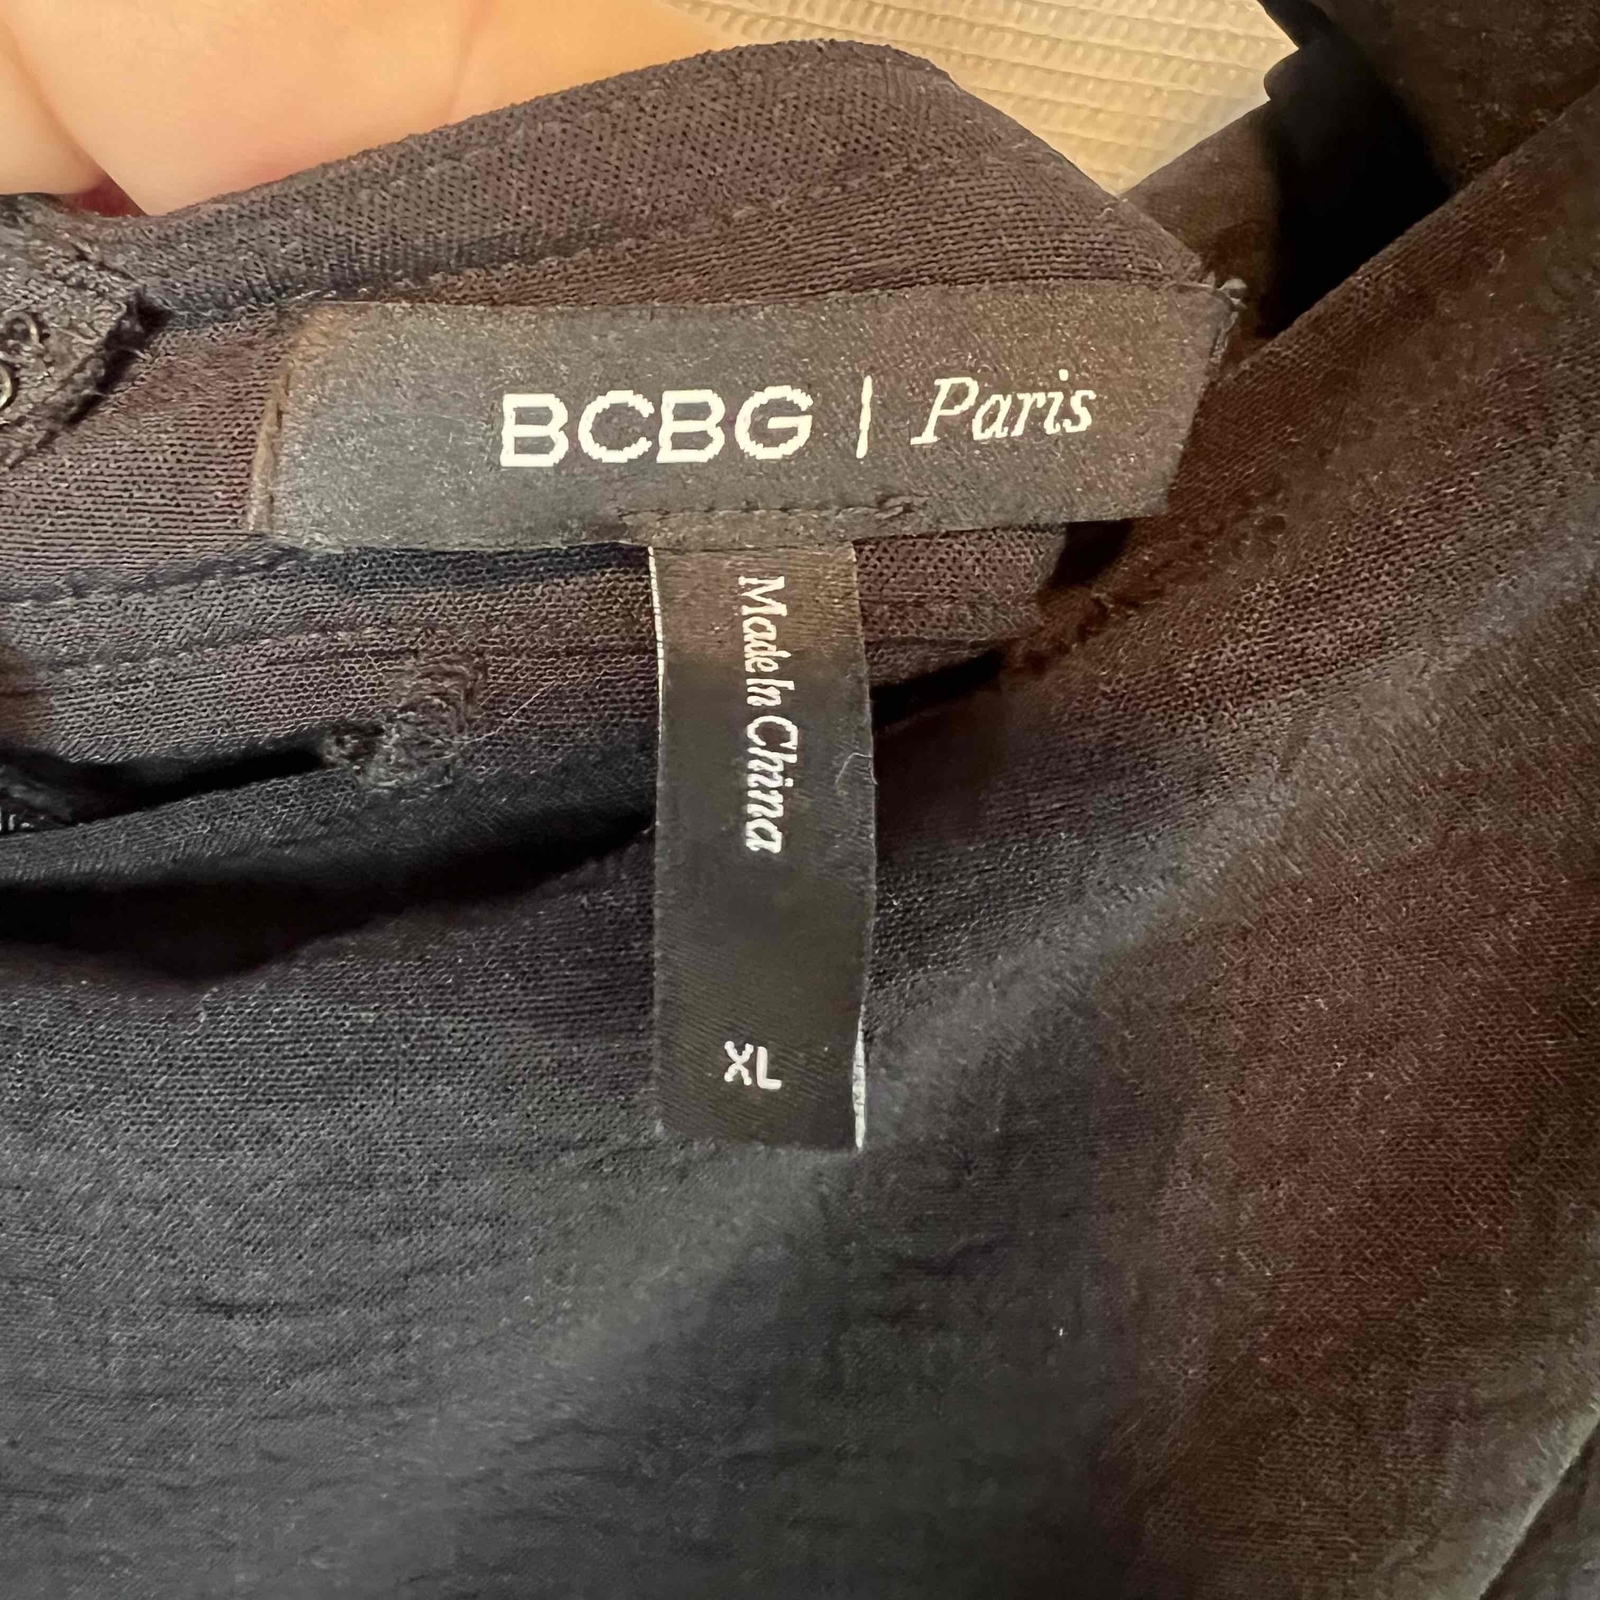 BCBG | Paris
Made In China
XL